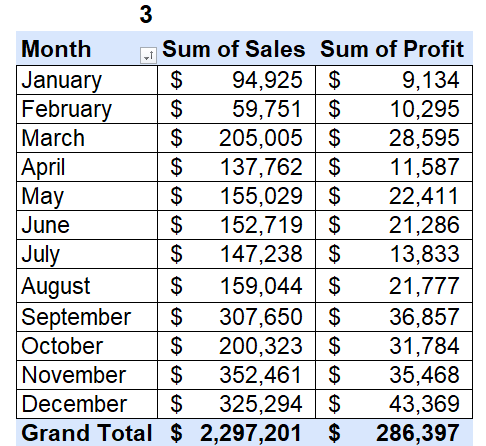 3
Month Sum of Sales Sum of Profit
January $ 94,925 $ 9,134
February $ 59,751 $ 10,295
March $ 205,005 $ 28,595
April $ 137,762 $ 11,587
May $ 155,029 $ 22,411
June $ 152,719 $ 21,286
July $ 147,238 $ 13,833
August $ 159,044 $ 21,777
September $ 307,650 $ 36,857
October $ 200,323 $ 31,784
November $ 352,461 $ 35,468
December $ 325,294 $ 43,369
Grand Total $ 2,297,201 $ 286,397